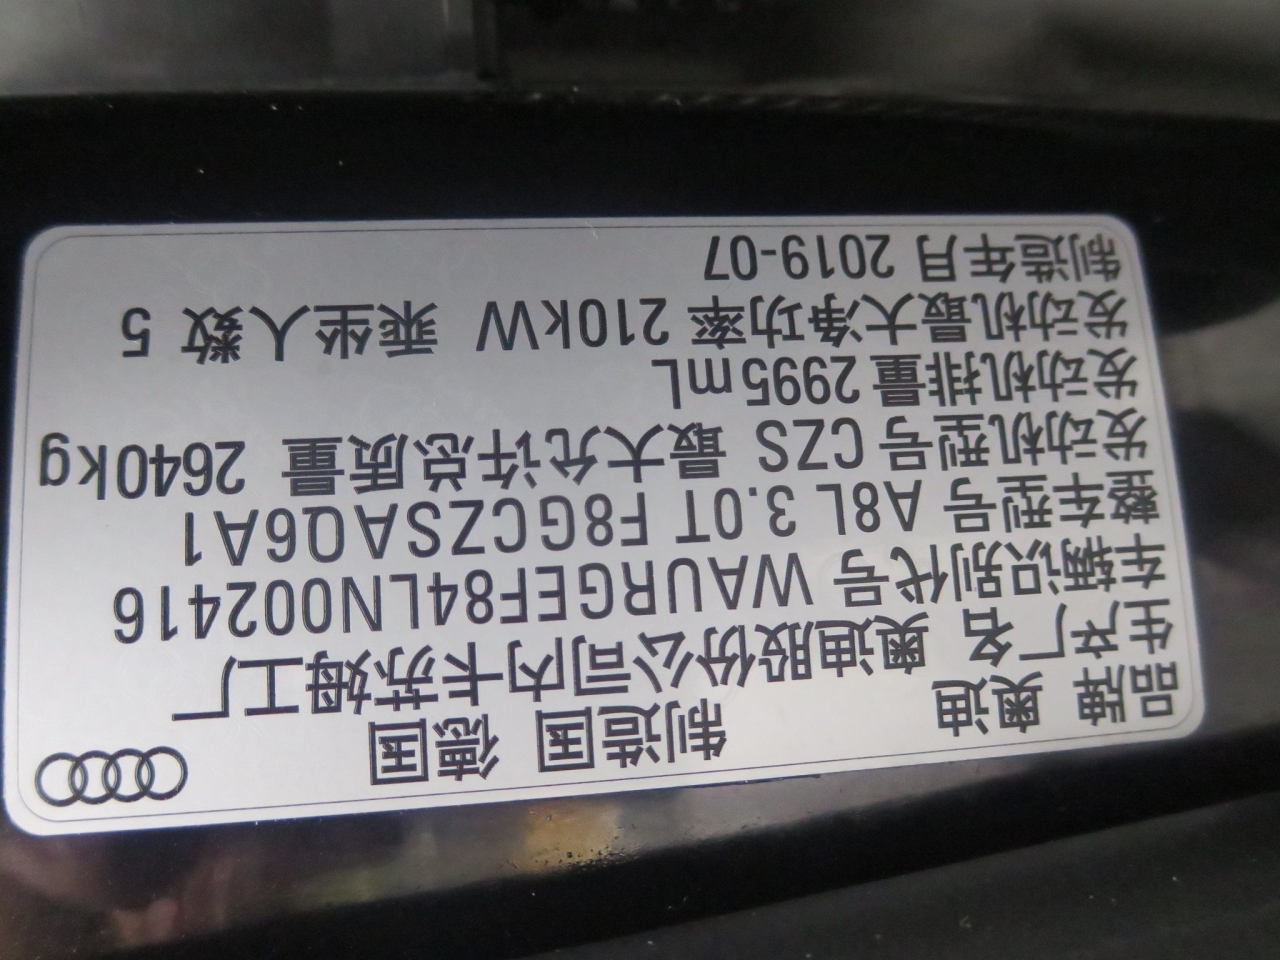 品牌 奥迪 制造国 德国
生产厂名 奥迪股份公司内卡苏姆工厂
车辆识别代号 WAURGEF84LN002416
整车型号 A8L 3.0T F8GCZSAQ6A1
发动机型号 CZS 最大允许总质量 2640kg
发动机排量 2995mL
发动机最大净功率 210kW 乘坐人数 5
制造年月 2019-07